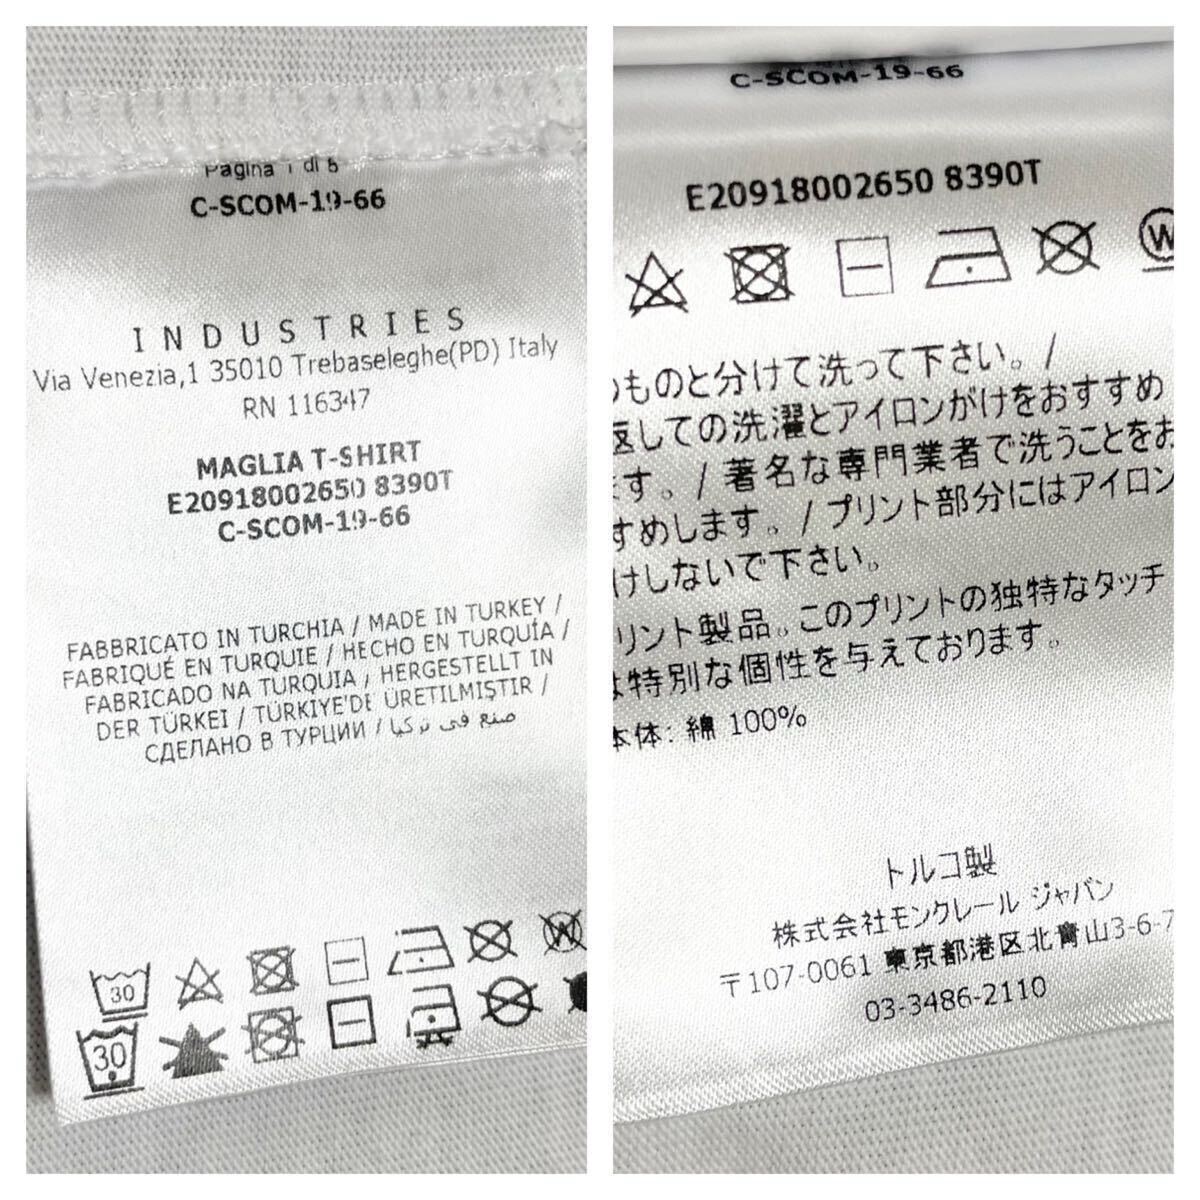 Pagina 1 di 8
C-SCOM-19-66
INDUSTRIES
Via Venezia,1 35010 Trebaseleghe(PD) Italy
RN 116347
MAGLIA T-SHIRT
E20918002650 8390T
C-SCOM-19-66
FABBRICATO IN TURCHIA / MADE IN TURKEY /
FABRIQUÉ EN TURQUIE / HECHO EN TURQUÍA /
FABRICADO NA TURQUIA , HERGESTELLT IN
DER TÜRKEI / TÜRKIYE'DE ÜRETILMIŞTIR /
СДЕЛАНО В ТУРЦИИ / صنع في تركيا
30
W
30
C-SCOM-19-66
E20918002650 8390T
W
ものと分けて洗って下さい。/
返しての洗濯とアイロンがけをおすすめ
ます。/ 著名な専門業者で洗うことをお
すめします。/ プリント部分にはアイロン
けしないで下さい。
リント製品。このプリントの独特なタッチ
は特別な個性を与えております。
本体: 綿 100%
トルコ製
株式会社モンクレール ジャパン
〒107-0061 東京都港区北青山3-6-7
03-3486-2110